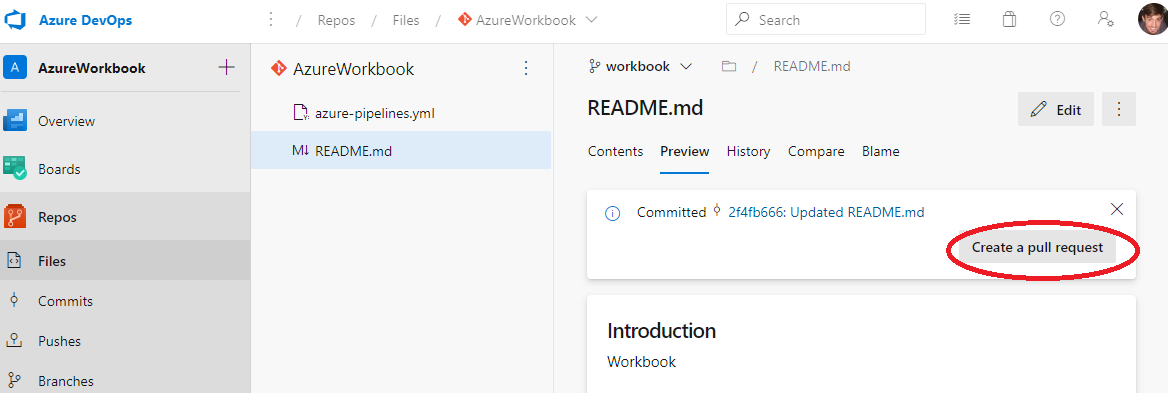 Azure DevOps
/ Repos / Files / AzureWorkbook
Search
A AzureWorkbook
Overview
Boards
Repos
Files
Commits
Pushes
Branches
AzureWorkbook
azure-pipelines.yml
M↓ README.md
workbook / README.md
README.md
Edit
Contents Preview History Compare Blame
Committed 2f4fb666: Updated README.md
Create a pull request
Introduction
Workbook